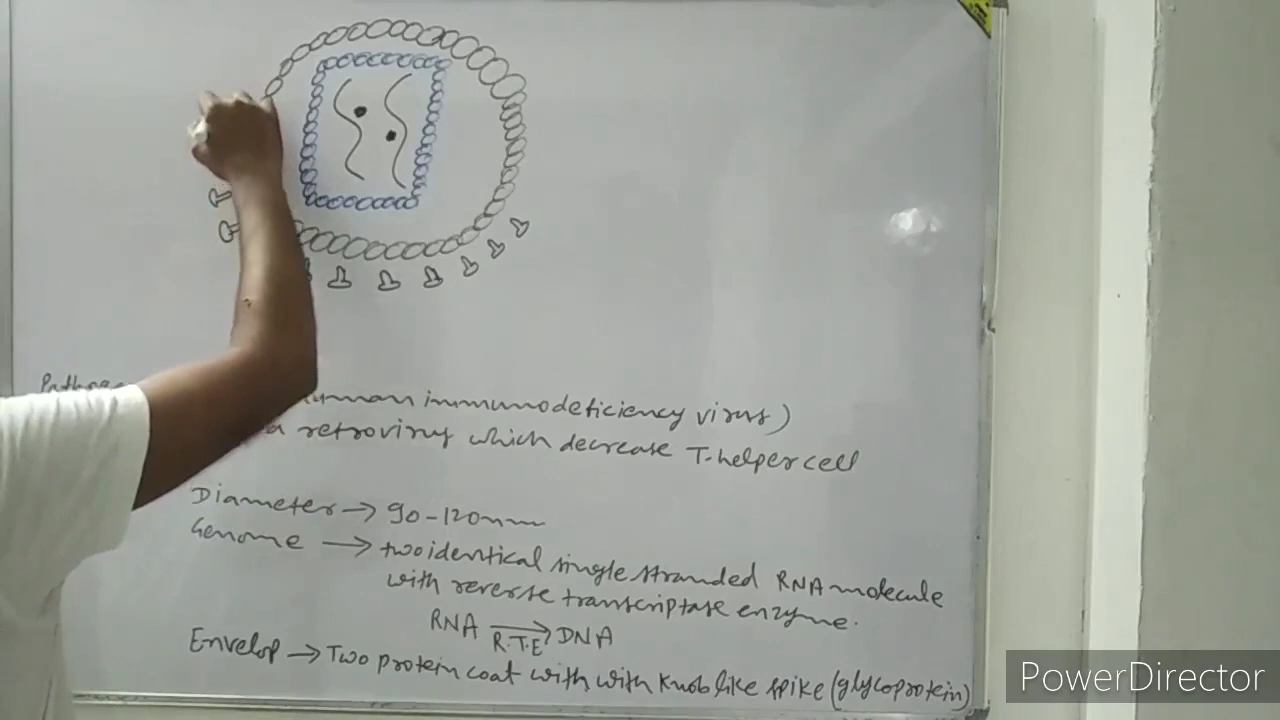 human immunodeficiency virus)
a retrovirus which decrease T-helper cell
Diameter → 90-120nm
Genome → two identical single stranded RNA molecule
with reverse transcriptase enzyme.
RNA → DNA
R.T.E
Envelop → Two protein coat with with knob like spike (glycoprotein)
PowerDirector